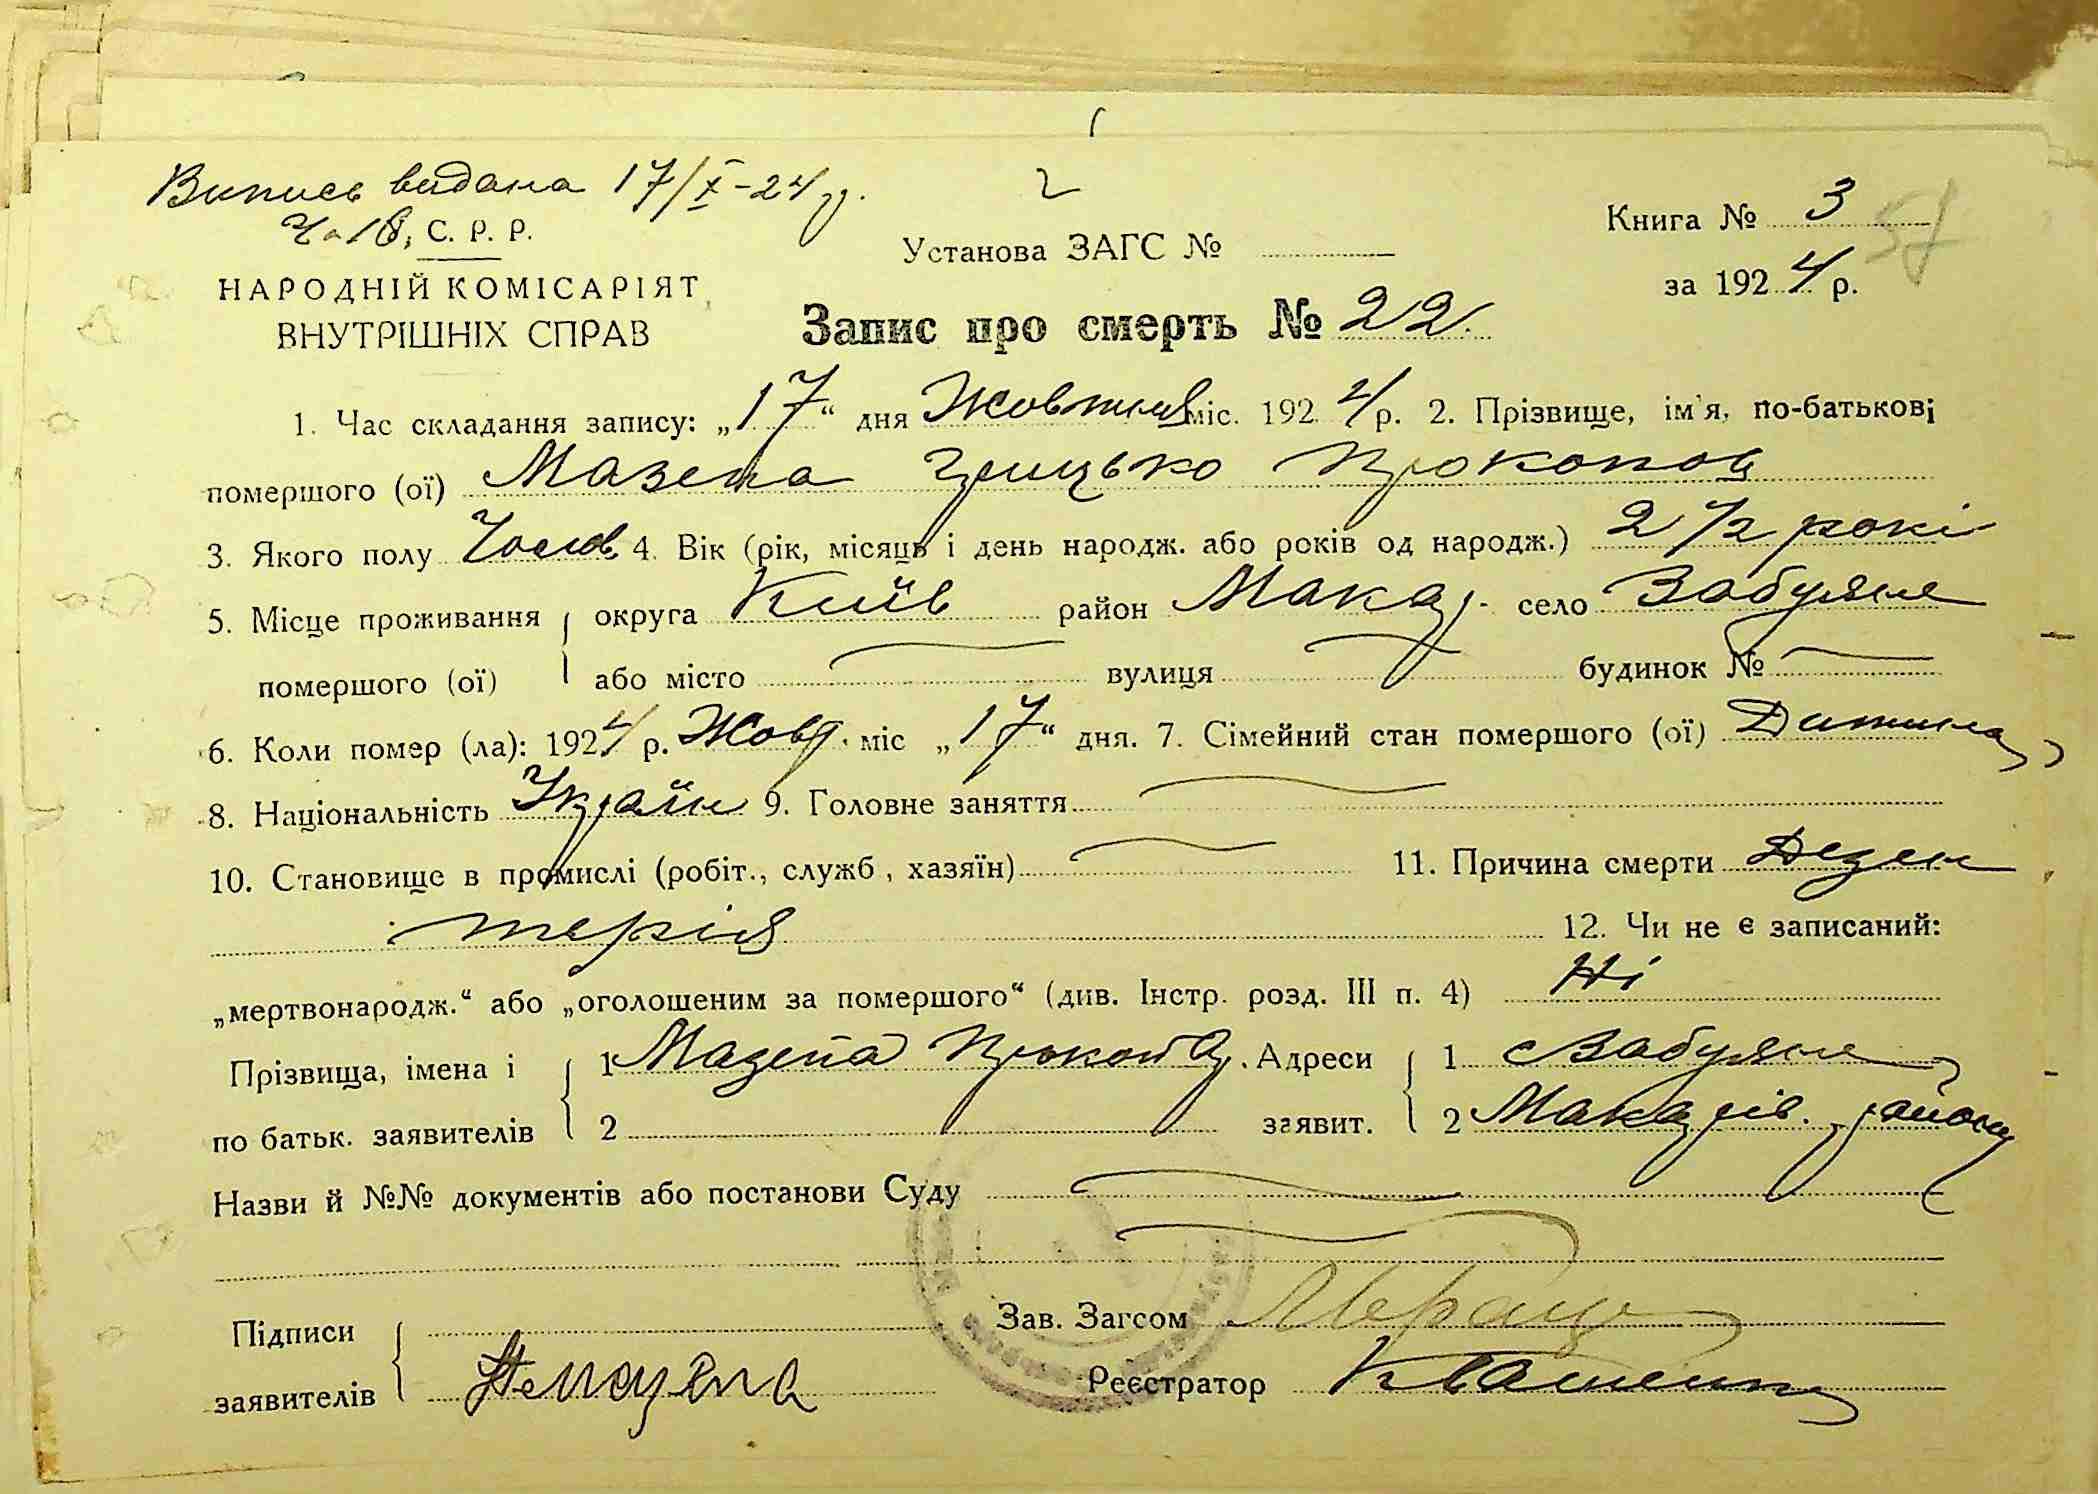 Випись видана 17/X-24 р.
Ч. 18, С. Р. Р.
2
Установа ЗАГС №
Книга № 3
57
за 1924 р.
НАРОДНІЙ КОМІСАРІЯТ
ВНУТРІШНІХ СПРАВ
Запис про смерть № 22.
1. Час складання запису: „17“ дня Жовтня міс. 1924 р. 2. Прізвище, ім'я, по-батькові
помершого (ої) Мазепа Грицько Прокопов
3. Якого полу Чолов. 4. Вік (рік, місяць і день народж. або років од народж.) 2 1/2 рокі
5. Місце проживання округа Київ район Макар. село Забуяне
помершого (ої) або місто вулиця будинок №
6. Коли помер (ла): 1924 р. Жовт. міс „17“ дня. 7. Сімейний стан помершого (ої) Дитина
8. Національність Україн 9. Головне заняття
10. Становище в промислі (робіт., служб, хазяїн) 11. Причина смерти Дезен
терія 12. Чи не є записаний:
„мертвонародж.“ або „оголошеним за помершого“ (див. Інстр. розд. III п. 4) Ні
Прізвища, імена і 1 Мазепа Прокоп Адреси 1 Забуяне
по батьк. заявителів 2 заявит. 2 Макарів. району
Назви й №№ документів або постанови Суду
Підписи Зав. Загсом
заявителів Реєстратор